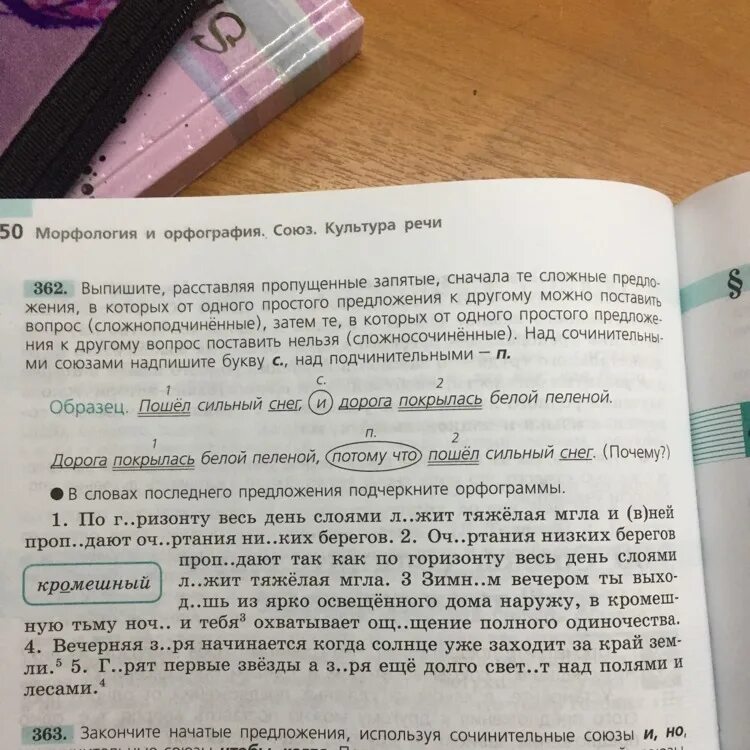 50 Морфология и орфография. Союз. Культура речи
§
362. Выпишите, расставляя пропущенные запятые, сначала те сложные предло-
жения, в которых от одного простого предложения к другому можно поставить
вопрос (сложноподчинённые), затем те, в которых от одного простого предложе-
ния к другому вопрос поставить нельзя (сложносочинённые). Над сочинительны-
ми союзами надпишите букву с., над подчинительными — п.
1 с. 2
Образец. Пошёл сильный снег, и дорога покрылась белой пеленой.
1 п. 2
Дорога покрылась белой пеленой, потому что пошёл сильный снег. (Почему?)
● В словах последнего предложения подчеркните орфограммы.
1. По г..ризонту весь день слоями л..жит тяжёлая мгла и (в)ней
проп..дают оч..ртания ни..ких берегов. 2. Оч..ртания низких берегов
проп..дают так как по горизонту весь день слоями
кромешный
л..жит тяжёлая мгла. 3 Зимн..м вечером ты выхо-
д..шь из ярко освещённого дома наружу, в кромеш-
ную тьму ноч.. и тебя³ охватывает ощ..щение полного одиночества.
4. Вечерняя з..ря начинается когда солнце уже заходит за край зем-
ли.⁵ 5. Г..рят первые звёзды а з..ря ещё долго свет..т над полями и
лесами.⁴
363. Закончите начатые предложения, используя сочинительные союзы и, но,